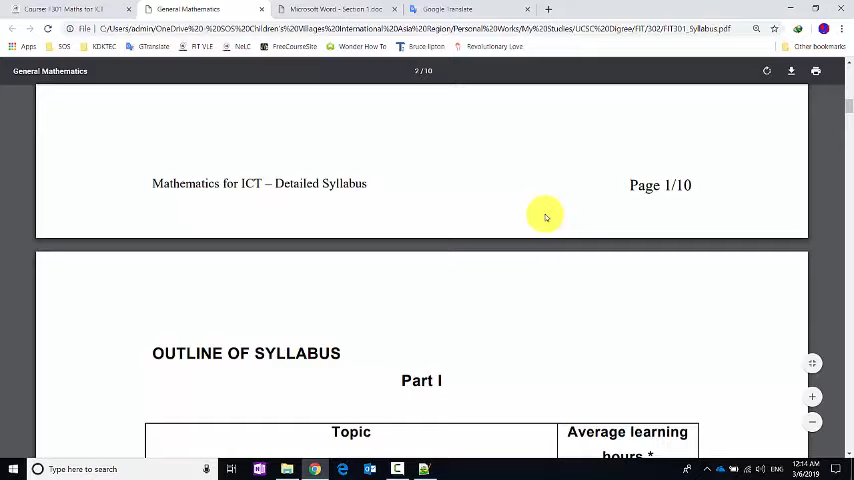 Course: IT301 Maths for ICT
General Mathematics
Microsoft Word - Section 1.doc
Google Translate
File
C:/Users/admin/OneDrive%20-%20SOS%20Children's%20Villages%20International%20Asia%20Region/Personal%20Works/My%20Studies/UCSC%20Digree/FIT/302/FIT301_Syllabus.pdf
Apps
SOS
KDKTEC
GTranslate
FIT VLE
NeLC
FreeCourseSite
Wonder How To
Bruce lipton
Revolutionary Love
Other bookmarks
General Mathematics
2 / 10
Mathematics for ICT – Detailed Syllabus
Page 1/10
OUTLINE OF SYLLABUS
Part I
Topic
Average learning
hours *
Type here to search
ENG
12:14 AM
3/6/2019